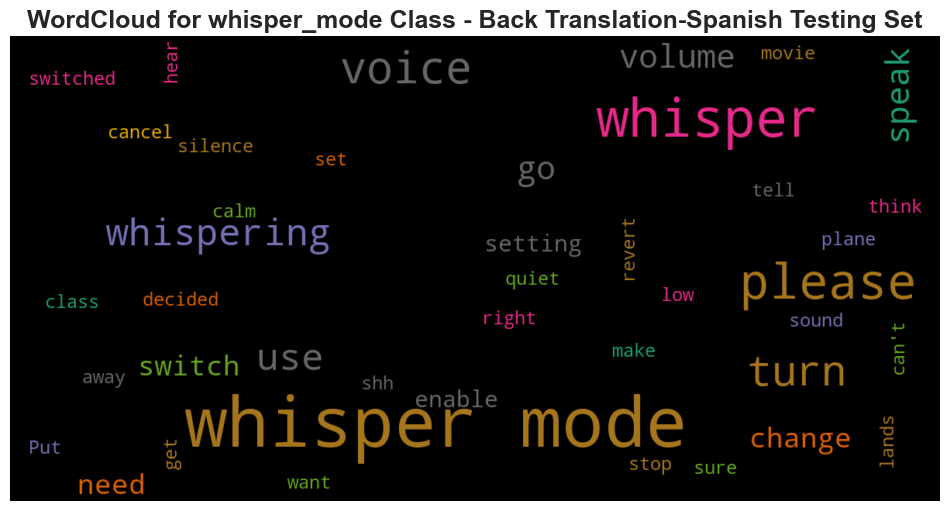 WordCloud for whisper_mode Class - Back Translation-Spanish Testing Set
switched
hear
voice
volume
movie
speak
whisper
cancel
silence
set
go
tell
think
calm
whispering
setting
revert
plane
quiet
please
class
decided
low
right
sound
can't
make
switch
use
turn
away
shh
enable
whisper mode
change
lands
Put
get
stop
sure
need
want